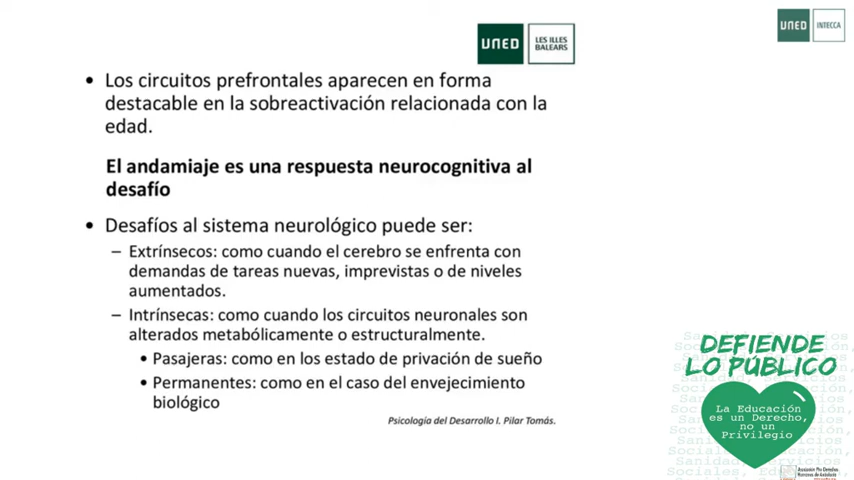 UNED
LES ILLES
BALEARS
UNED
INTECCA
• Los circuitos prefrontales aparecen en forma
destacable en la sobreactivación relacionada con la
edad.
El andamiaje es una respuesta neurocognitiva al
desafío
• Desafíos al sistema neurológico puede ser:
– Extrínsecos: como cuando el cerebro se enfrenta con
demandas de tareas nuevas, imprevistas o de niveles
aumentados.
– Intrínsecas: como cuando los circuitos neuronales son
alterados metabólicamente o estructuralmente.
• Pasajeras: como en los estado de privación de sueño
• Permanentes: como en el caso del envejecimiento
biológico
Psicología del Desarrollo I. Pilar Tomás.
DEFIENDE
LO PÚBLICO
La Educación
es un Derecho,
no un
Privilegio